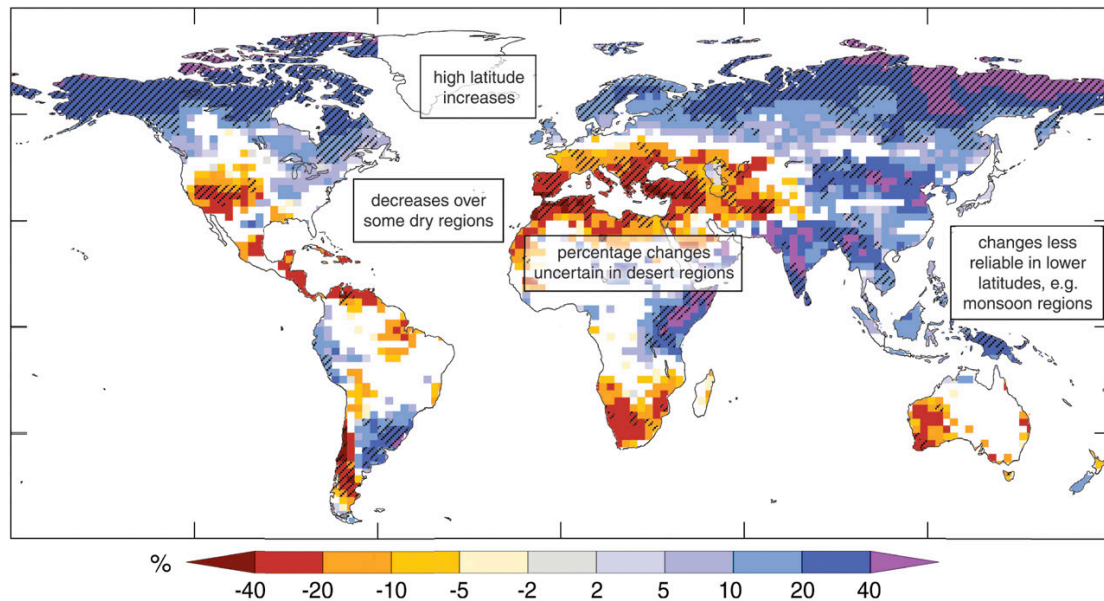 high latitude
increases
decreases over
some dry regions
percentage changes
uncertain in desert regions
changes less
reliable in lower
latitudes, e.g.
monsoon regions
% -40 -20 -10 -5 -2 2 5 10 20 40